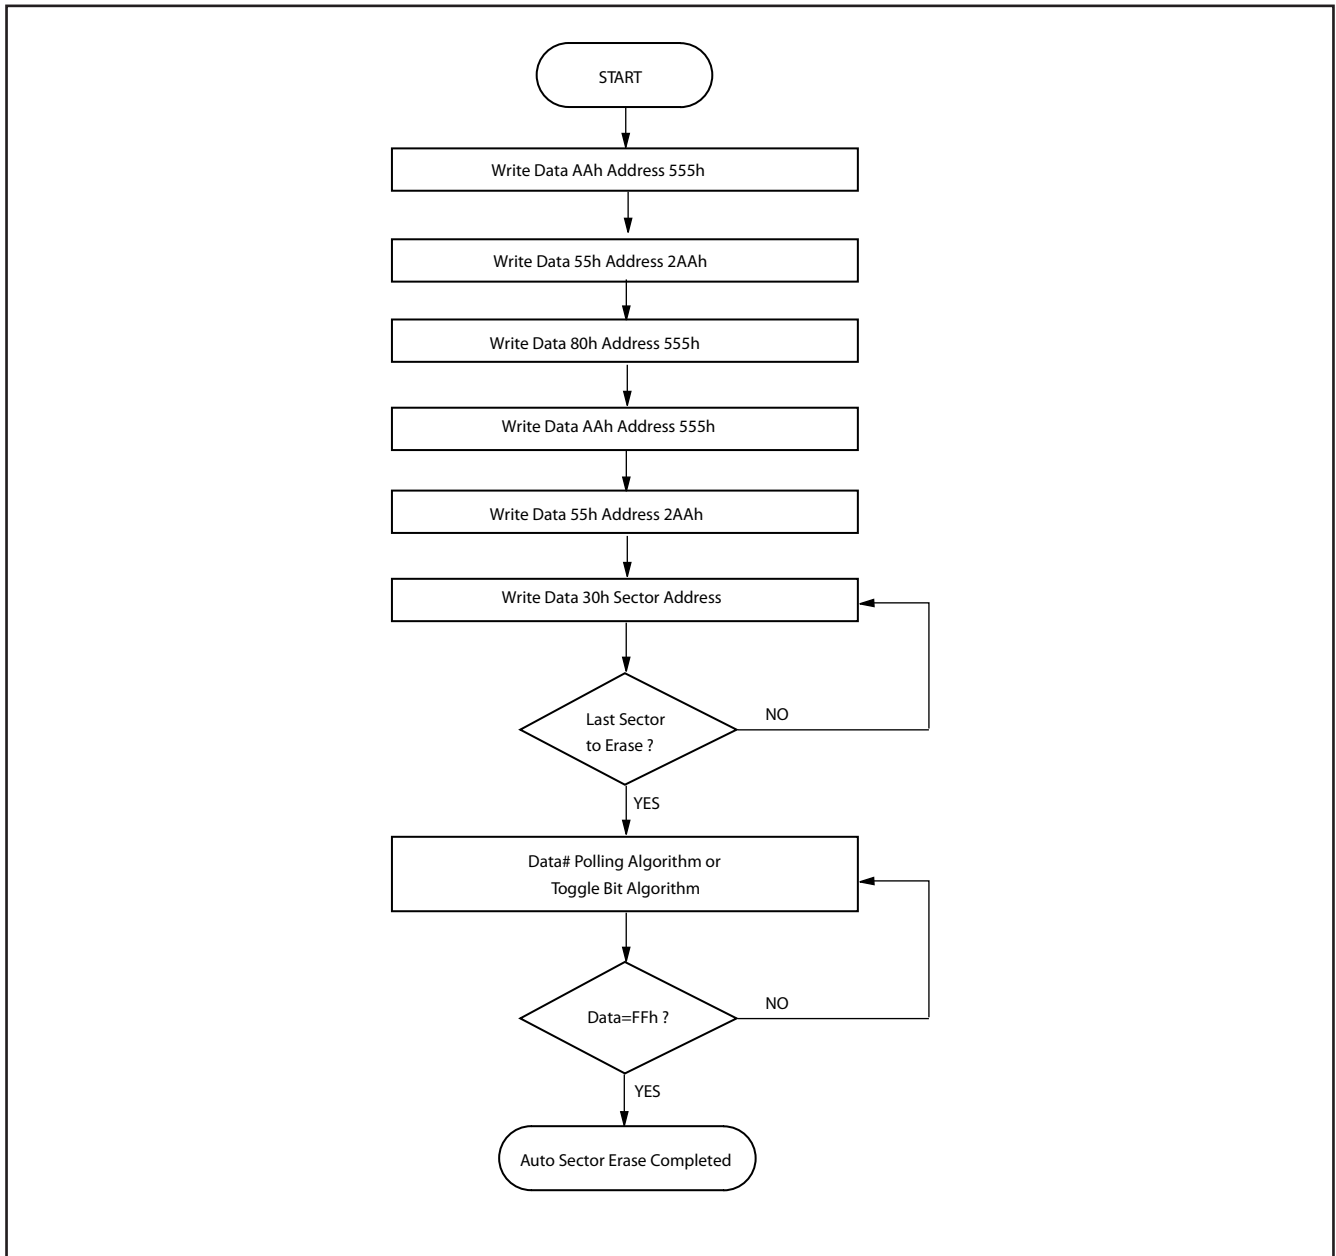 START
Write Data AAh Address 555h
Write Data 55h Address 2AAh
Write Data 80h Address 555h
Write Data AAh Address 555h
Write Data 55h Address 2AAh
Write Data 30h Sector Address
Last Sector
to Erase ?
NO
YES
Data# Polling Algorithm or
Toggle Bit Algorithm
Data=FFh ?
NO
YES
Auto Sector Erase Completed